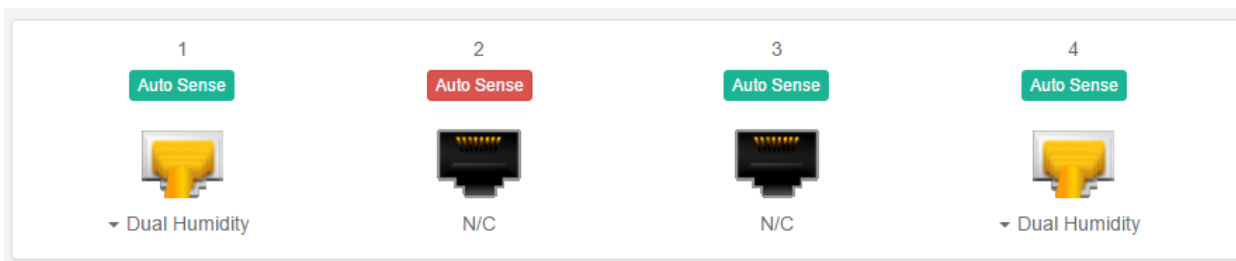 1 2 3 4
Auto Sense Auto Sense Auto Sense Auto Sense
Dual Humidity N/C N/C Dual Humidity